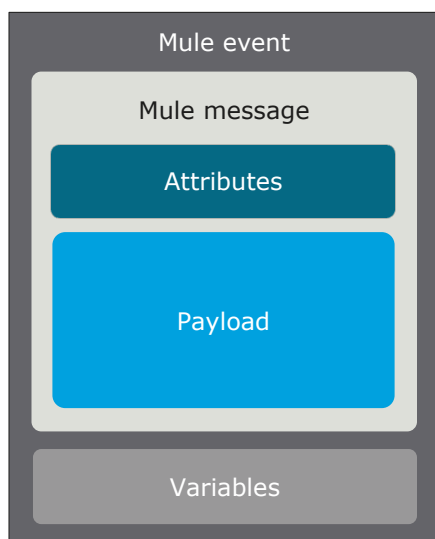 Mule event
Mule message
Attributes
Payload
Variables